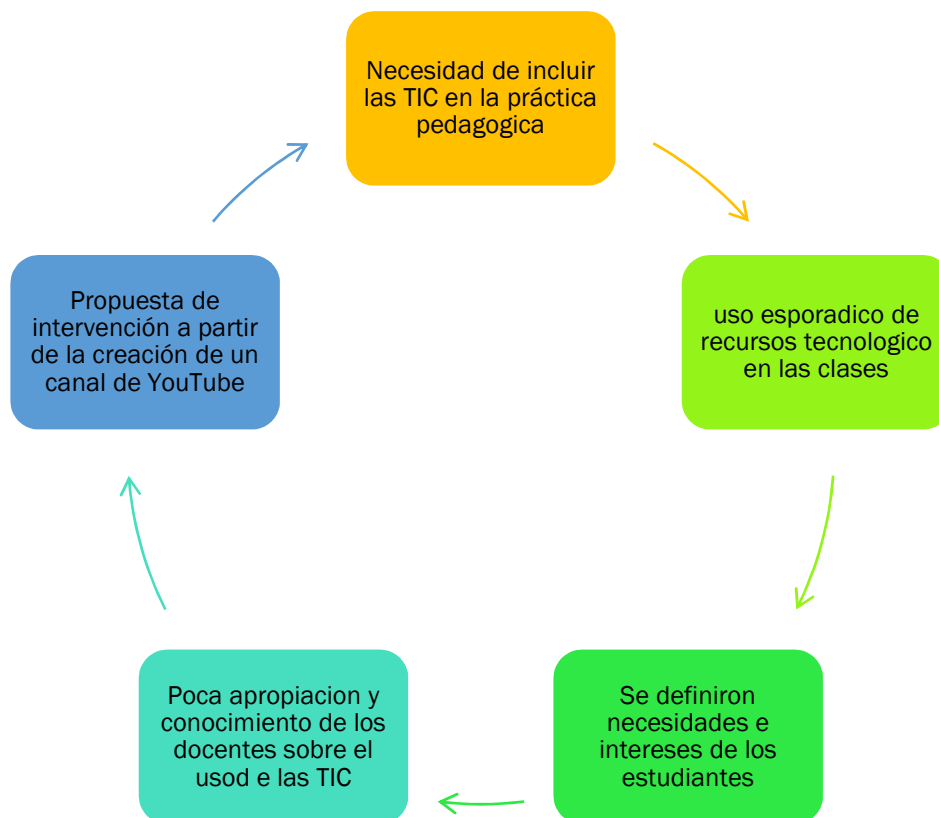 Necesidad de incluir
las TIC en la práctica
pedagogica
uso esporadico de
recursos tecnologico
en las clases
Se definiron
necesidades e
intereses de los
estudiantes
Poca apropiacion y
conocimiento de los
docentes sobre el
usod e las TIC
Propuesta de
intervención a partir
de la creación de un
canal de YouTube